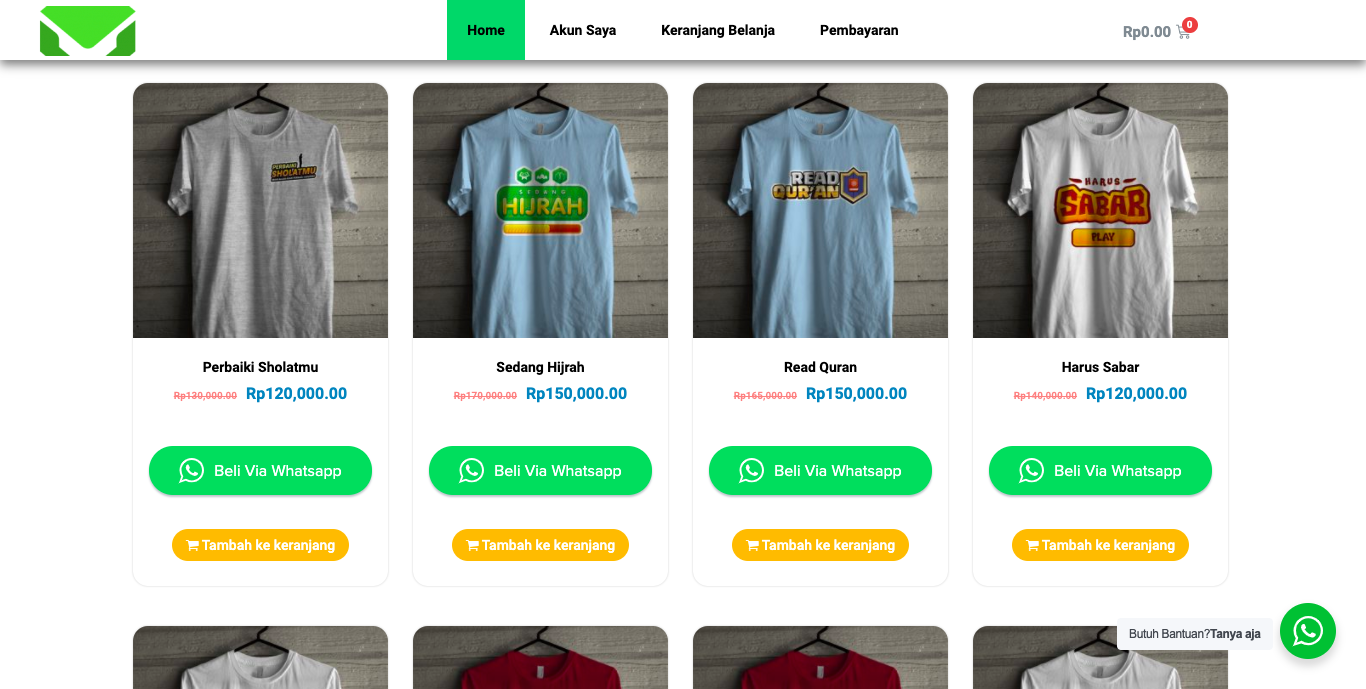 Home
Akun Saya
Keranjang Belanja
Pembayaran
Rp0.00
0
PERBAIKI
SHOLATMU
SEDANG
HIJRAH
READ
QUR'AN
HARUS
SABAR
PLAY
Perbaiki Sholatmu
Rp130,000.00 Rp120,000.00
Beli Via Whatsapp
Tambah ke keranjang
Sedang Hijrah
Rp170,000.00 Rp150,000.00
Beli Via Whatsapp
Tambah ke keranjang
Read Quran
Rp165,000.00 Rp150,000.00
Beli Via Whatsapp
Tambah ke keranjang
Harus Sabar
Rp140,000.00 Rp120,000.00
Beli Via Whatsapp
Tambah ke keranjang
Butuh Bantuan?Tanya aja